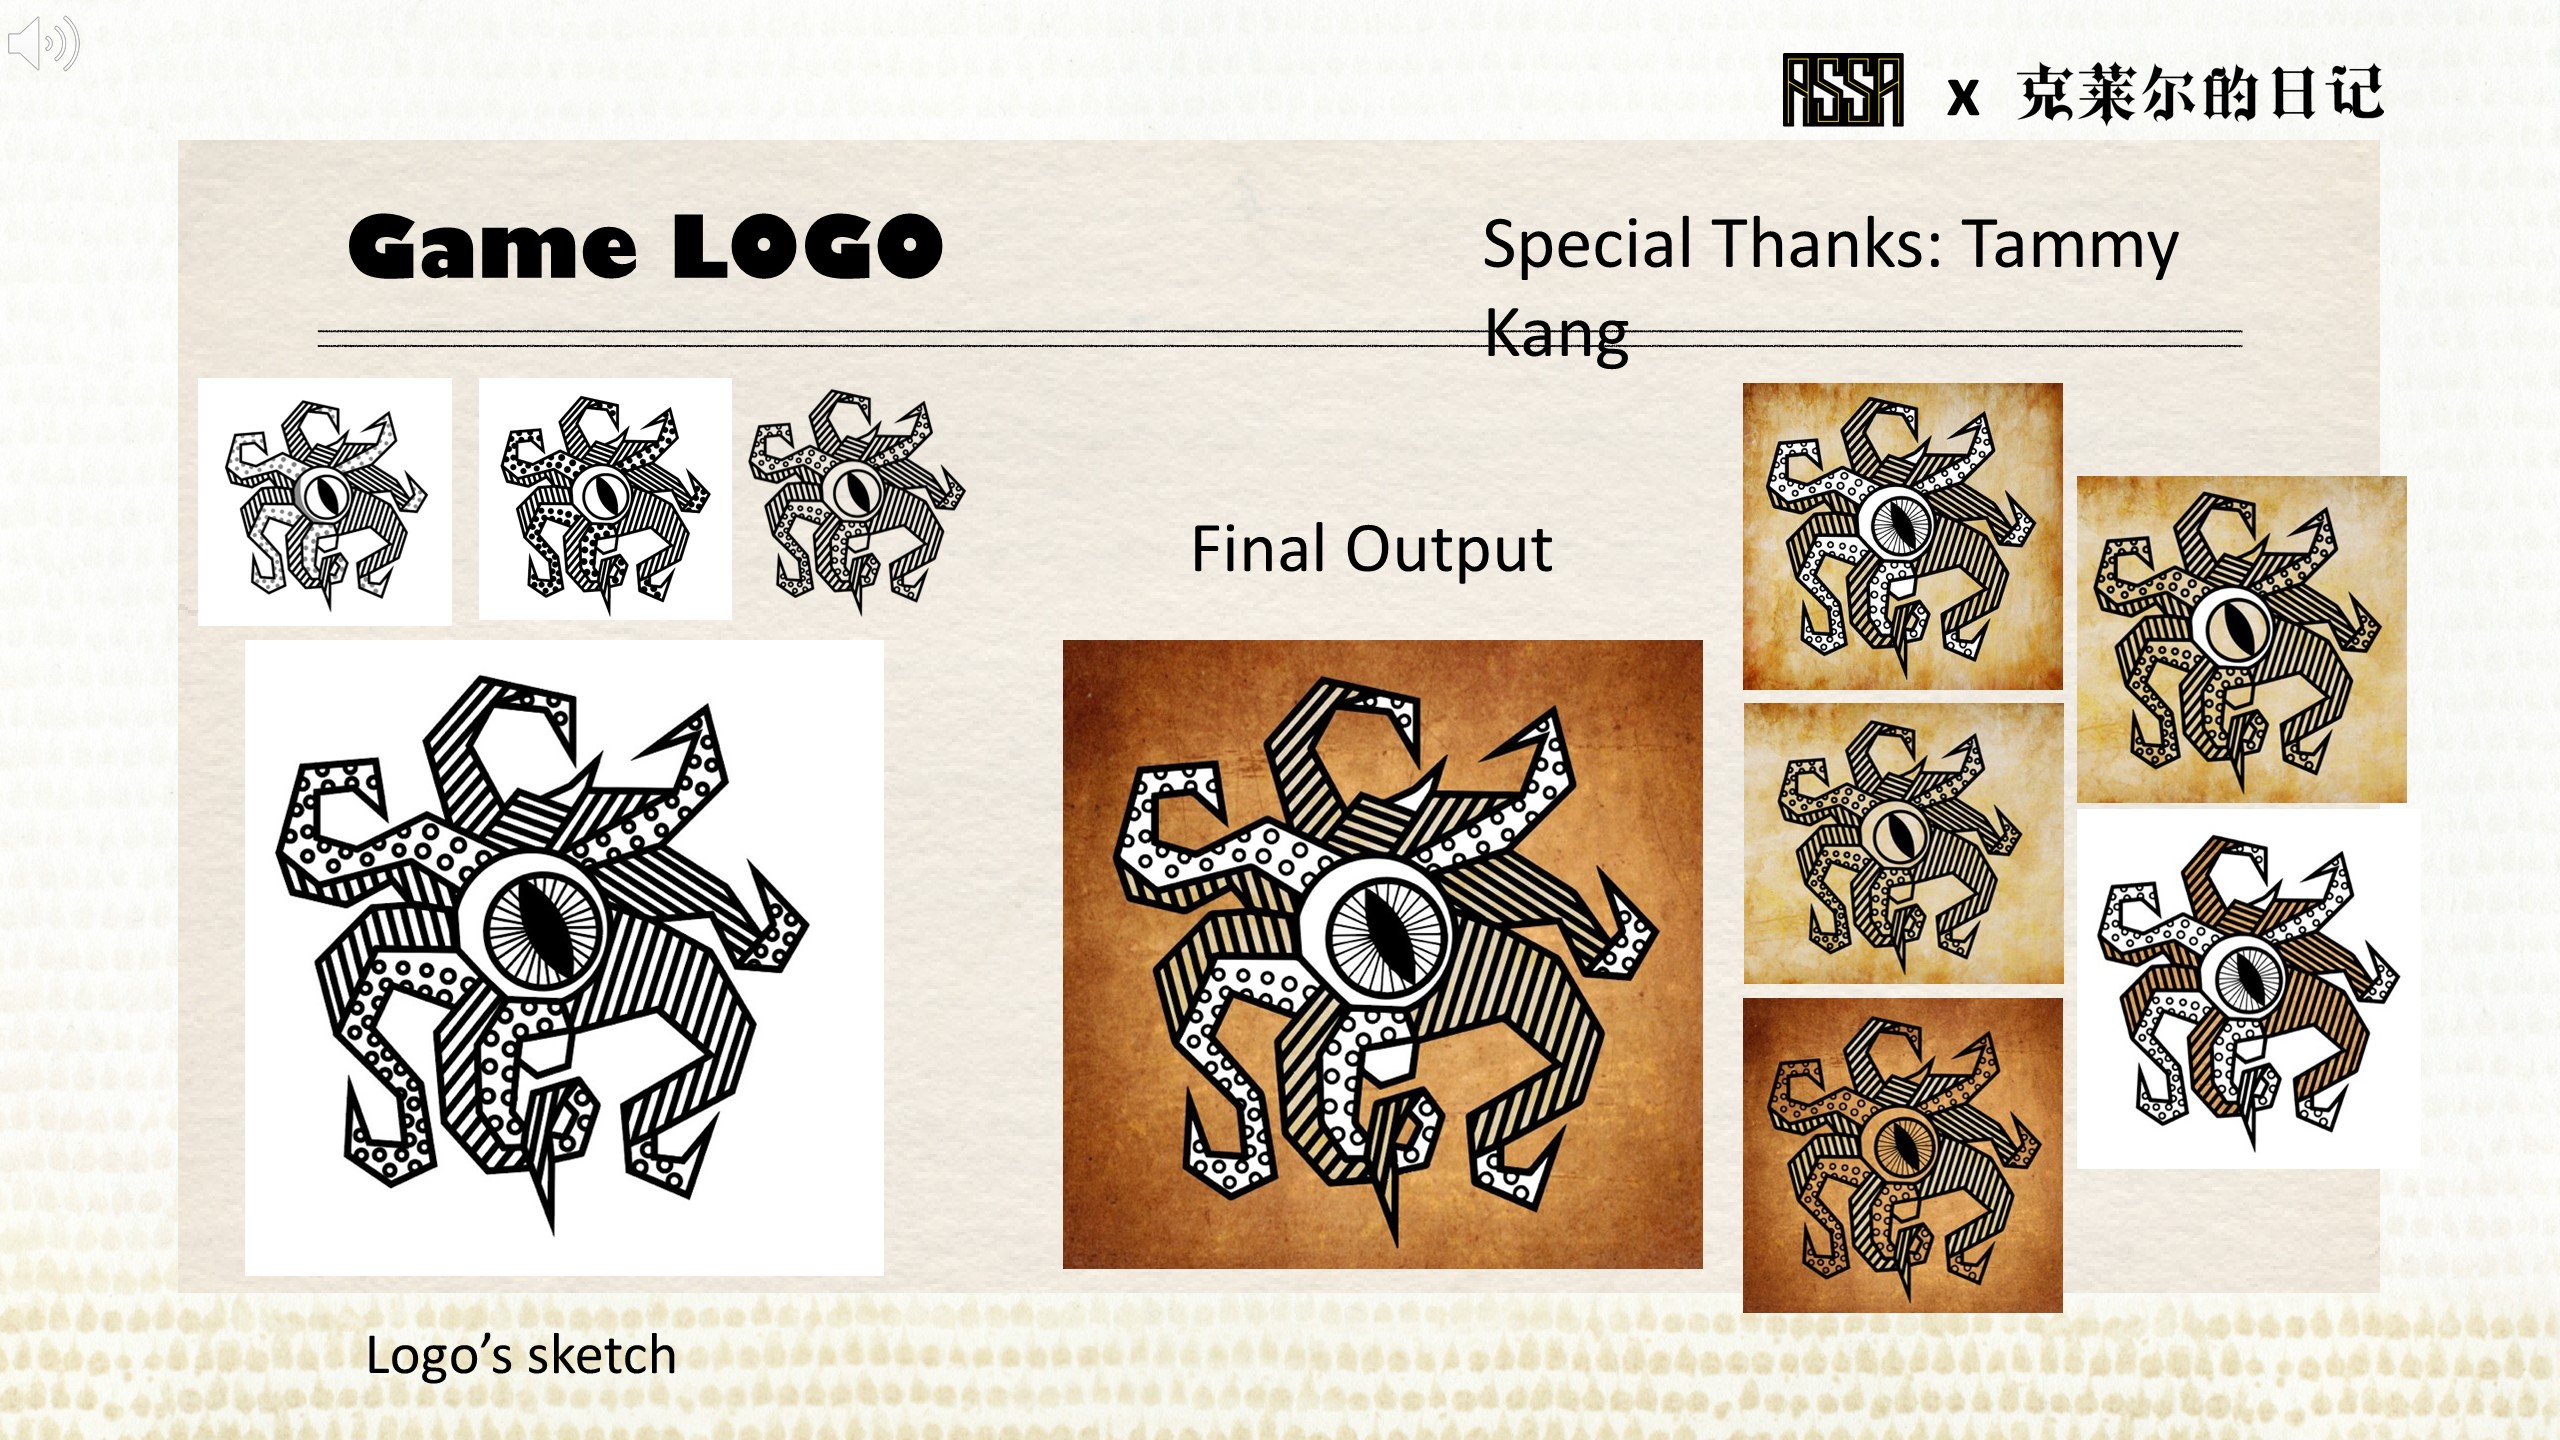 ASSA x 克莱尔的日记
Game LOGO
Special Thanks: Tammy
Kang
Final Output
Logo’s sketch